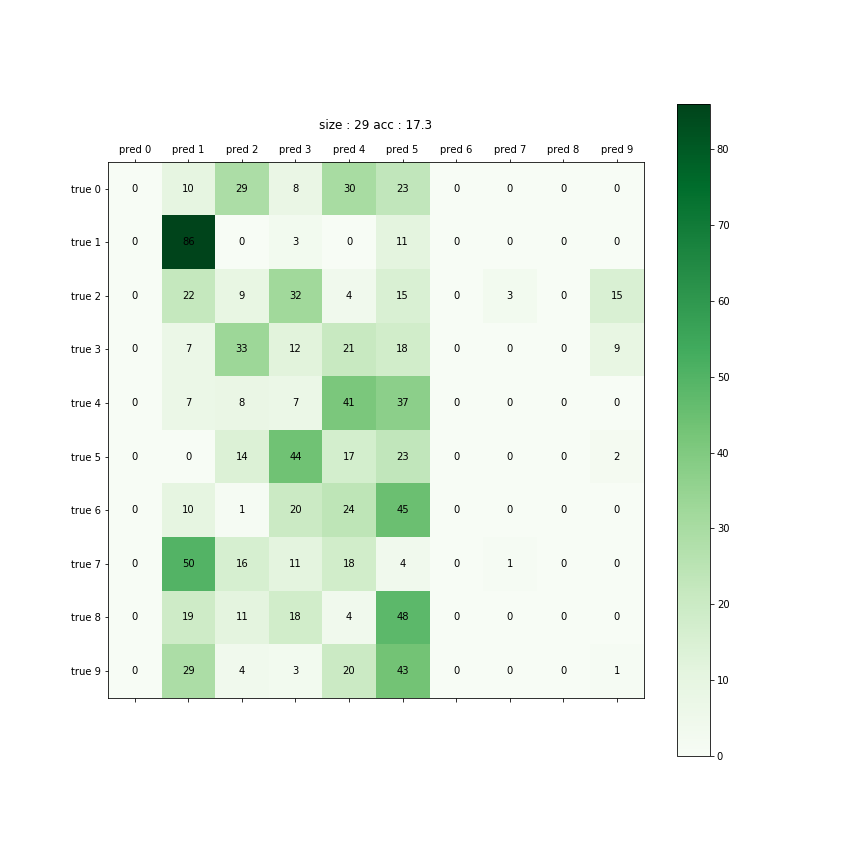 size : 29 acc : 17.3
pred 0 pred 1 pred 2 pred 3 pred 4 pred 5 pred 6 pred 7 pred 8 pred 9
true 0 0 10 29 8 30 23 0 0 0 0
true 1 0 86 0 3 0 11 0 0 0 0
true 2 0 22 9 32 4 15 0 3 0 15
true 3 0 7 33 12 21 18 0 0 0 9
true 4 0 7 8 7 41 37 0 0 0 0
true 5 0 0 14 44 17 23 0 0 0 2
true 6 0 10 1 20 24 45 0 0 0 0
true 7 0 50 16 11 18 4 0 1 0 0
true 8 0 19 11 18 4 48 0 0 0 0
true 9 0 29 4 3 20 43 0 0 0 1
80
70
60
50
40
30
20
10
0